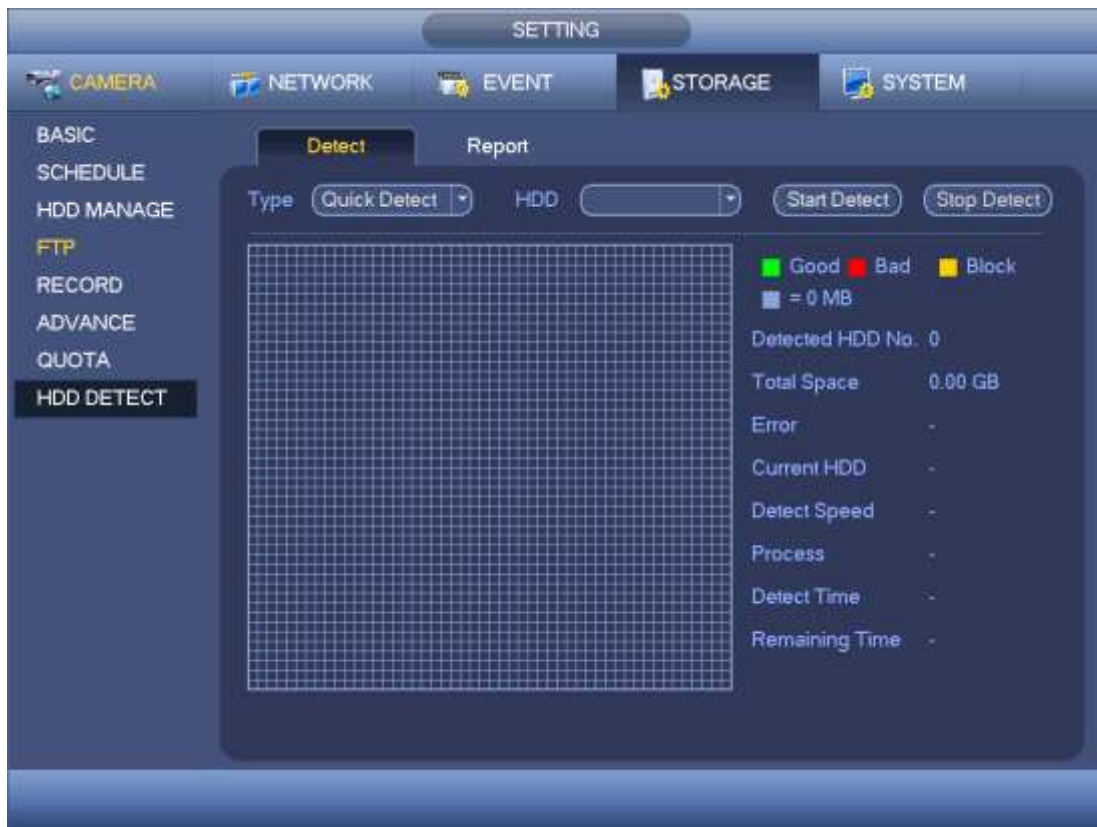 SETTING
CAMERA NETWORK EVENT STORAGE SYSTEM
BASIC
SCHEDULE
HDD MANAGE
FTP
RECORD
ADVANCE
QUOTA
HDD DETECT
Detect Report
Type Quick Detect HDD Start Detect Stop Detect
Good Bad Block
= 0 MB
Detected HDD No. 0
Total Space 0.00 GB
Error -
Current HDD -
Detect Speed -
Process -
Detect Time -
Remaining Time -